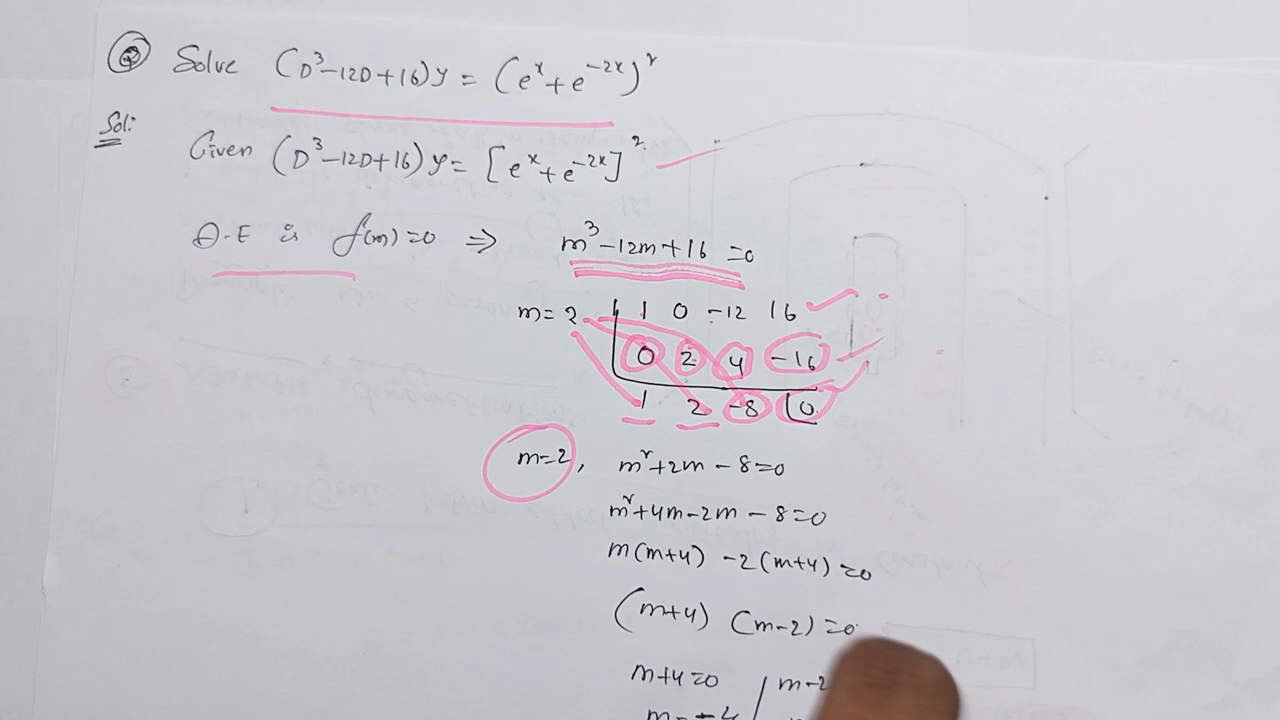 Q Solve (D³-12D+16)y = (eˣ+e⁻²ˣ)²
Sol:
Given (D³-12D+16)y = [eˣ+e⁻²ˣ]²
A.E is f(m)=0 ⇒ m³-12m+16=0
m=2 | 1 0 -12 16
0 2 4 -16
1 2 -8 |0
m=2, m²+2m-8=0
m²+4m-2m-8=0
m(m+4)-2(m+4)=0
(m+4)(m-2)=0
m+4=0 | m-2